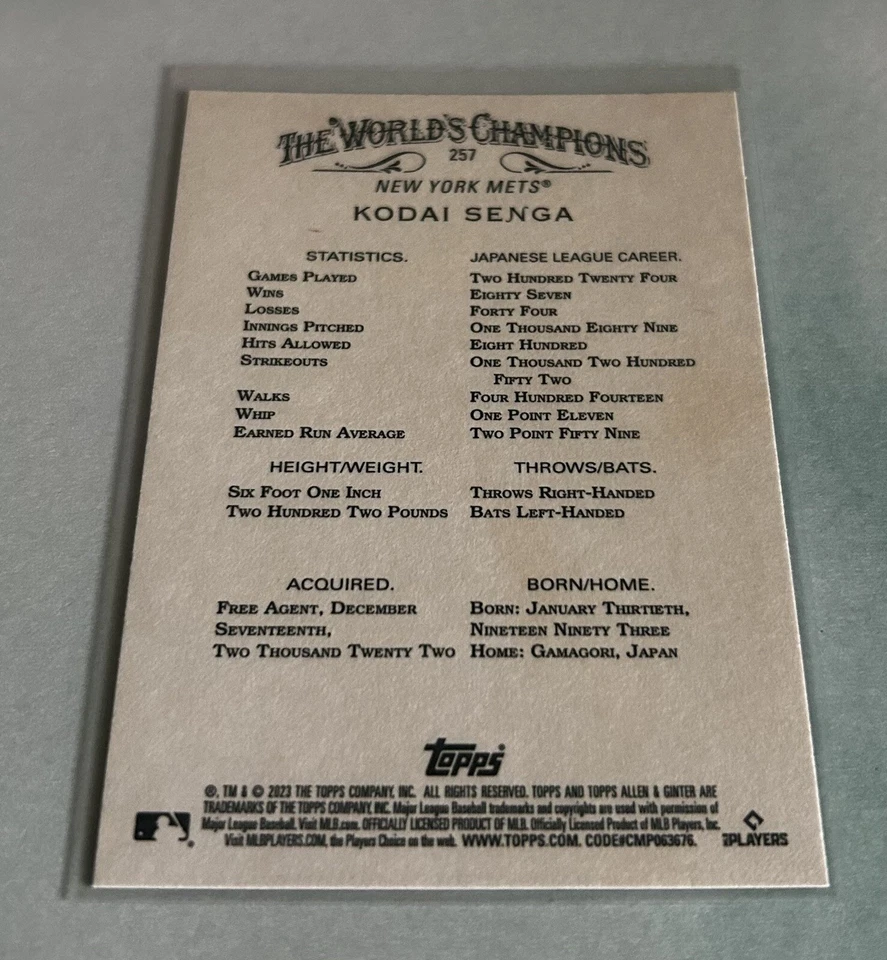 THE WORLD'S CHAMPIONS
257
NEW YORK METS®
KODAI SENGA
STATISTICS. JAPANESE LEAGUE CAREER.
GAMES PLAYED TWO HUNDRED TWENTY FOUR
WINS EIGHTY SEVEN
LOSSES FORTY FOUR
INNINGS PITCHED ONE THOUSAND EIGHTY NINE
HITS ALLOWED EIGHT HUNDRED
STRIKEOUTS ONE THOUSAND TWO HUNDRED
FIFTY TWO
WALKS FOUR HUNDRED FOURTEEN
WHIP ONE POINT ELEVEN
EARNED RUN AVERAGE TWO POINT FIFTY NINE
HEIGHT/WEIGHT. THROWS/BATS.
SIX FOOT ONE INCH THROWS RIGHT-HANDED
TWO HUNDRED TWO POUNDS BATS LEFT-HANDED
ACQUIRED. BORN/HOME.
FREE AGENT, DECEMBER BORN: JANUARY THIRTIETH,
SEVENTEENTH, NINETEEN NINETY THREE
TWO THOUSAND TWENTY TWO HOME: GAMAGORI, JAPAN
topps®
®, TM & © 2023 THE TOPPS COMPANY, INC. ALL RIGHTS RESERVED. TOPPS AND TOPPS ALLEN & GINTER ARE
TRADEMARKS OF THE TOPPS COMPANY, INC. Major League Baseball trademarks and copyrights are used with permission of
Major League Baseball. Visit MLB.com. OFFICIALLY LICENSED PRODUCT OF MLB. Officially Licensed Product of MLB Players, Inc.
Visit MLBPLAYERS.COM, the Players Choice on the web. WWW.TOPPS.COM. CODE#CMP063676.
PLAYERS